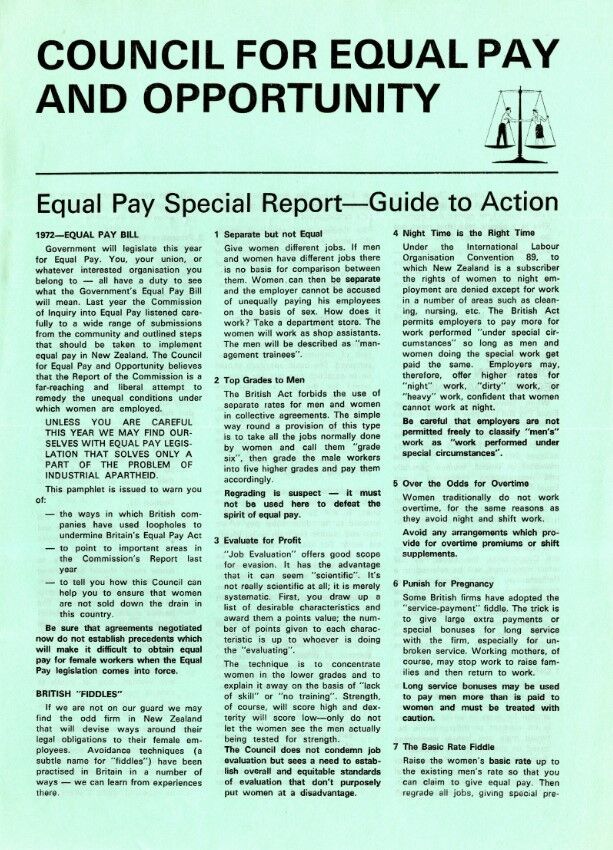 COUNCIL FOR EQUAL PAY
AND OPPORTUNITY
Equal Pay Special Report—Guide to Action
1972—EQUAL PAY BILL
Government will legislate this year
for Equal Pay. You, your union, or
whatever interested organisation you
belong to — all have a duty to see
what the Government's Equal Pay Bill
will mean. Last year the Commission
of Inquiry into Equal Pay listened care-
fully to a wide range of submissions
from the community and outlined steps
that should be taken to implement
equal pay in New Zealand. The Council
for Equal Pay and Opportunity believes
that the Report of the Commission is a
far-reaching and liberal attempt to
remedy the unequal conditions under
which women are employed.
UNLESS YOU ARE CAREFUL
THIS YEAR WE MAY FIND OUR-
SELVES WITH EQUAL PAY LEGIS-
LATION THAT SOLVES ONLY A
PART OF THE PROBLEM OF
INDUSTRIAL APARTHEID.
This pamphlet is issued to warn you
of:
— the ways in which British com-
panies have used loopholes to
undermine Britain's Equal Pay Act
— to point to important areas in
the Commission's Report last
year
— to tell you how this Council can
help you to ensure that women
are not sold down the drain in
this country.
Be sure that agreements negotiated
now do not establish precedents which
will make it difficult to obtain equal
pay for female workers when the Equal
Pay legislation comes into force.
BRITISH "FIDDLES"
If we are not on our guard we may
find the odd firm in New Zealand
that will devise ways around their
legal obligations to their female em-
ployees. Avoidance techniques (a
subtle name for "fiddles") have been
practised in Britain in a number of
ways — we can learn from experiences
there.
1 Separate but not Equal
Give women different jobs. If men
and women have different jobs there
is no basis for comparison between
them. Women can then be separate
and the employer cannot be accused
of unequally paying his employees
on the basis of sex. How does it
work? Take a department store. The
women will work as shop assistants.
The men will be described as "man-
agement trainees".
2 Top Grades to Men
The British Act forbids the use of
separate rates for men and women
in collective agreements. The simple
way round a provision of this type
is to take all the jobs normally done
by women and call them "grade
six", then grade the male workers
into five higher grades and pay them
accordingly.
Regrading is suspect — it must
not be used here to defeat the
spirit of equal pay.
3 Evaluate for Profit
"Job Evaluation" offers good scope
for evasion. It has the advantage
that it can seem "scientific". It's
not really scientific at all; it is merely
systematic. First, you draw up a
list of desirable characteristics and
award them a points value; the num-
ber of points given to each charac-
teristic is up to whoever is doing
the "evaluating".
The technique is to concentrate
women in the lower grades and to
explain it away on the basis of "lack
of skill" or "no training". Strength,
of course, will score high and dex-
terity will score low—only do not
let the women see the men actually
being tested for strength.
The Council does not condemn job
evaluation but sees a need to estab-
lish overall and equitable standards
of evaluation that don't purposely
put women at a disadvantage.
4 Night Time is the Right Time
Under the International Labour
Organisation Convention 89, to
which New Zealand is a subscriber
the rights of women to night em-
ployment are denied except for work
in a number of areas such as clean-
ing, nursing, etc. The British Act
permits employers to pay more for
work performed "under special cir-
cumstances" so long as men and
women doing the special work get
paid the same. Employers may,
therefore, offer higher rates for
"night" work, "dirty" work, or
"heavy" work, confident that women
cannot work at night.
Be careful that employers are not
permitted freely to classify "men's"
work as "work performed under
special circumstances".
5 Over the Odds for Overtime
Women traditionally do not work
overtime, for the same reasons as
they avoid night and shift work.
Avoid any arrangements which pro-
vide for overtime premiums or shift
supplements.
6 Punish for Pregnancy
Some British firms have adopted the
"service-payment" fiddle. The trick is
to give large extra payments or
special bonuses for long service
with the firm, especially for un-
broken service. Working mothers, of
course, may stop work to raise fam-
ilies and then return to work.
Long service bonuses may be used
to pay men more than is paid to
women and must be treated with
caution.
7 The Basic Rate Fiddle
Raise the women's basic rate up to
the existing men's rate so that you
can claim to give equal pay. Then
regrade all jobs, giving special pre-